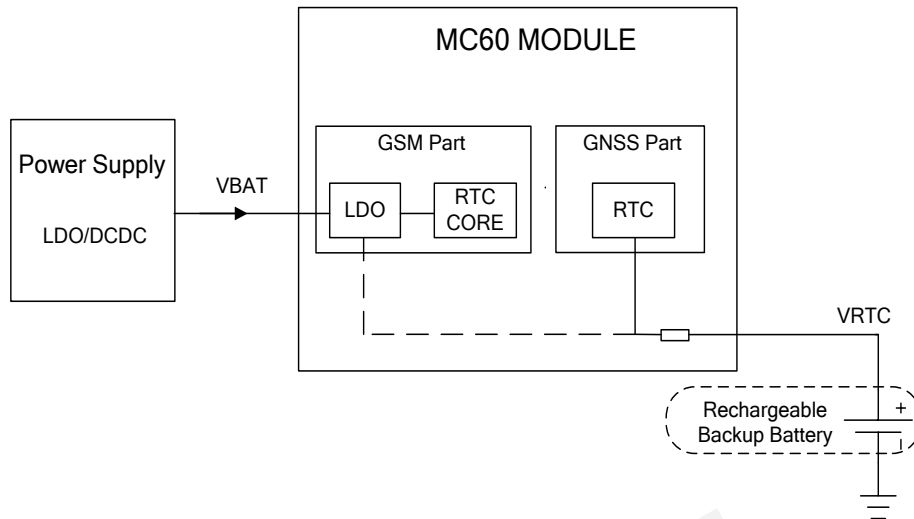 MC60 MODULE
Power Supply
LDO/DCDC
VBAT
GSM Part
LDO
RTC
CORE
GNSS Part
RTC
VRTC
Rechargeable
Backup Battery
+